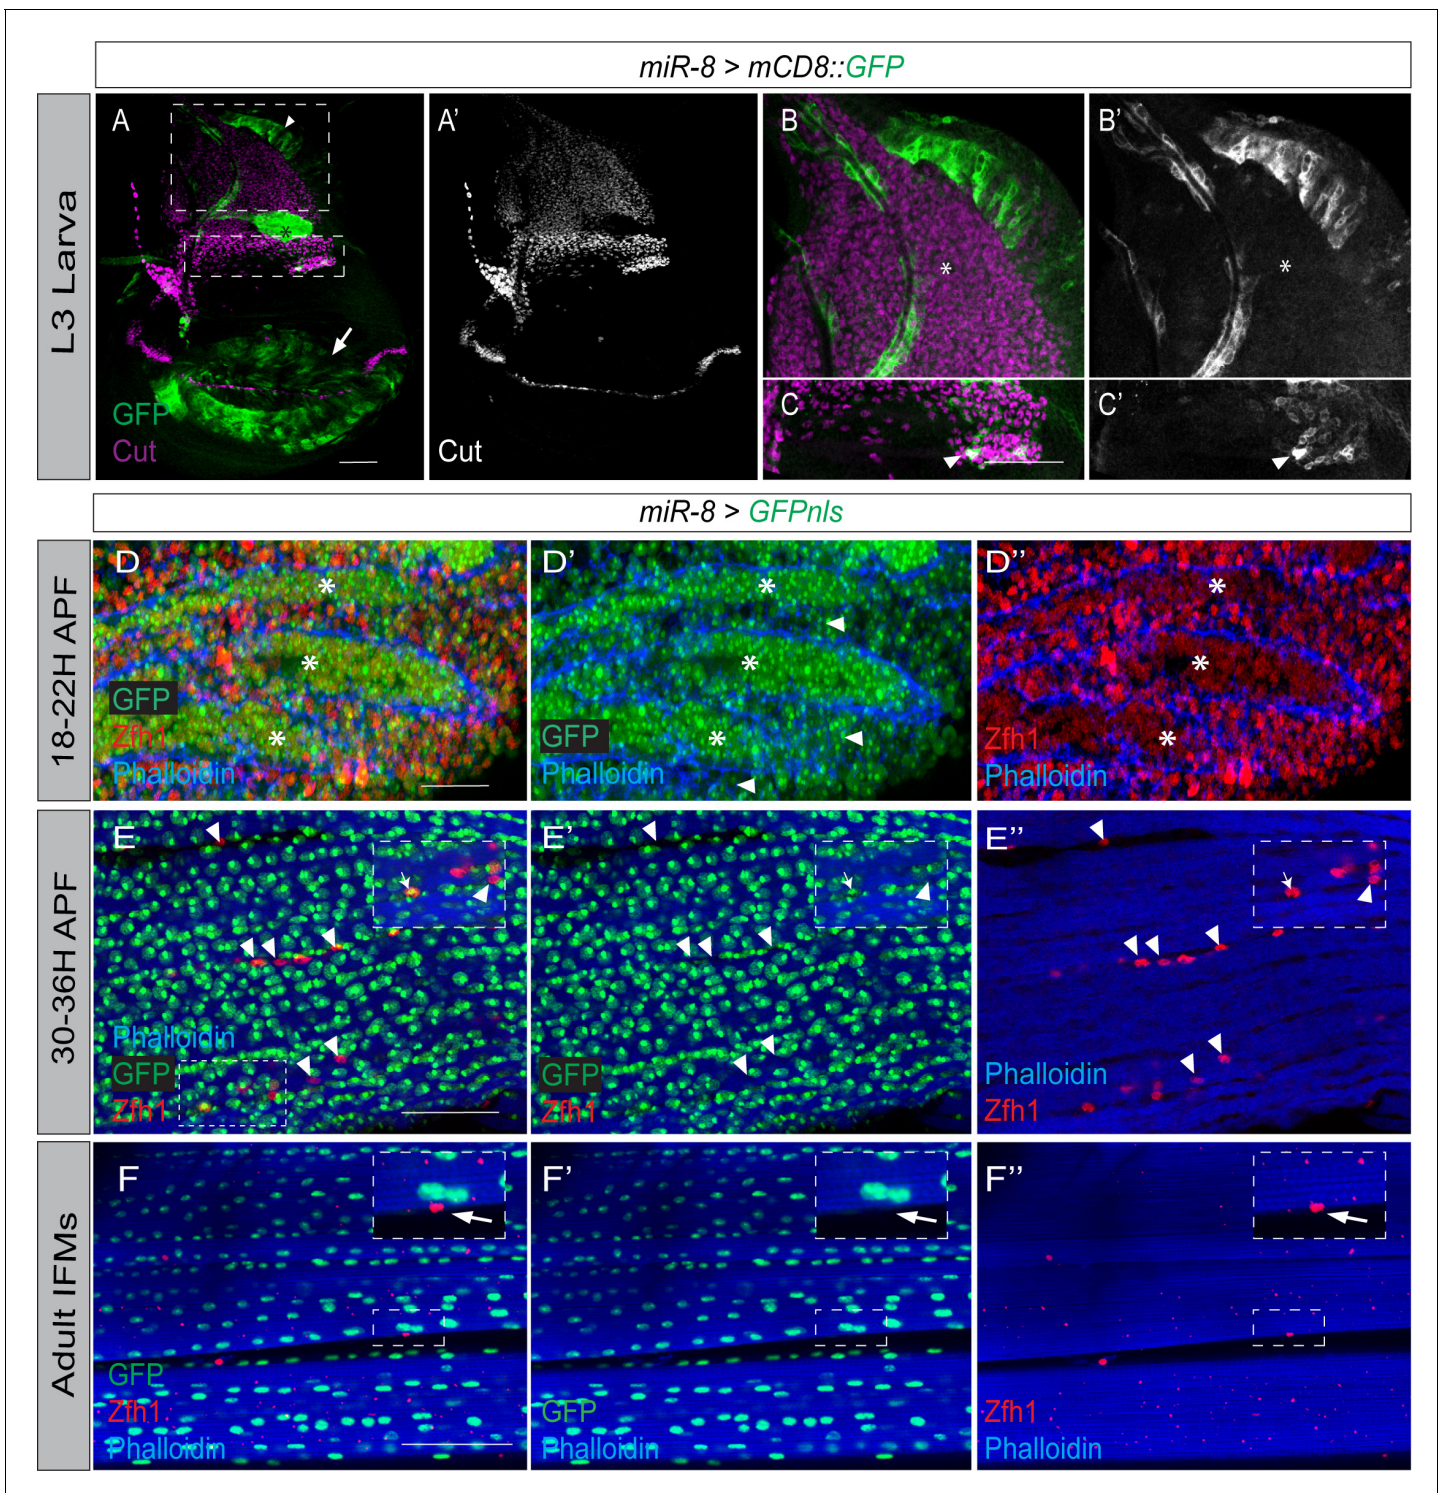 miR-8 > mCD8::GFP
L3 Larva
A
GFP
Cut
*
A'
Cut
B
*
B'
*
C
C'
miR-8 > GFPnls
18-22H APF
D
*
*
*
GFP
Zfh1
Phalloidin
D'
*
*
*
GFP
Phalloidin
D''
*
*
*
Zfh1
Phalloidin
30-36H APF
E
Phalloidin
GFP
Zfh1
E'
GFP
Zfh1
E''
Phalloidin
Zfh1
Adult IFMs
F
GFP
Zfh1
Phalloidin
F'
GFP
Phalloidin
F''
Zfh1
Phalloidin